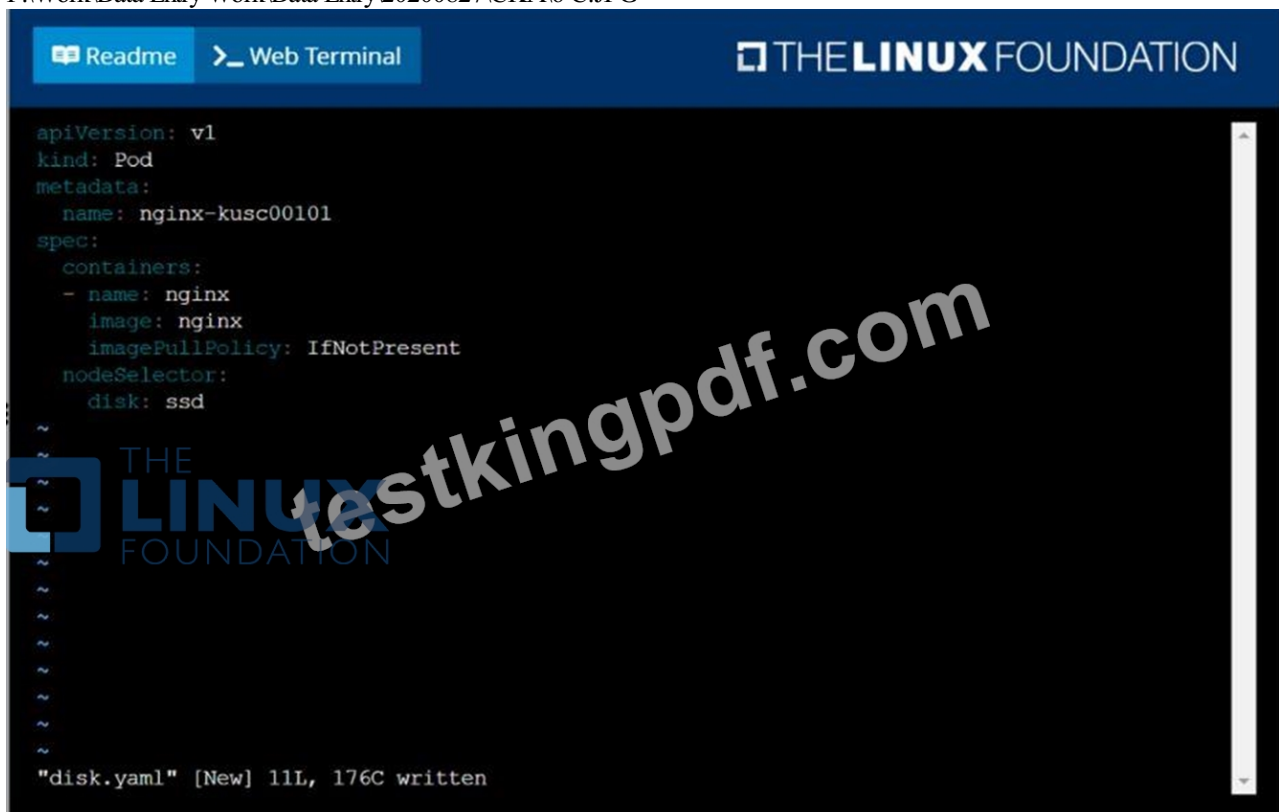 Readme >_ Web Terminal THE LINUX FOUNDATION
apiVersion: v1
kind: Pod
metadata:
  name: nginx-kusc00101
spec:
  containers:
  - name: nginx
    image: nginx
    imagePullPolicy: IfNotPresent
  nodeSelector:
    disk: ssd
~
~
~
~
~
~
~
~
~
~
~
~
~
THE
LINUX
FOUNDATION
testkingpdf.com
"disk.yaml" [New] 11L, 176C written